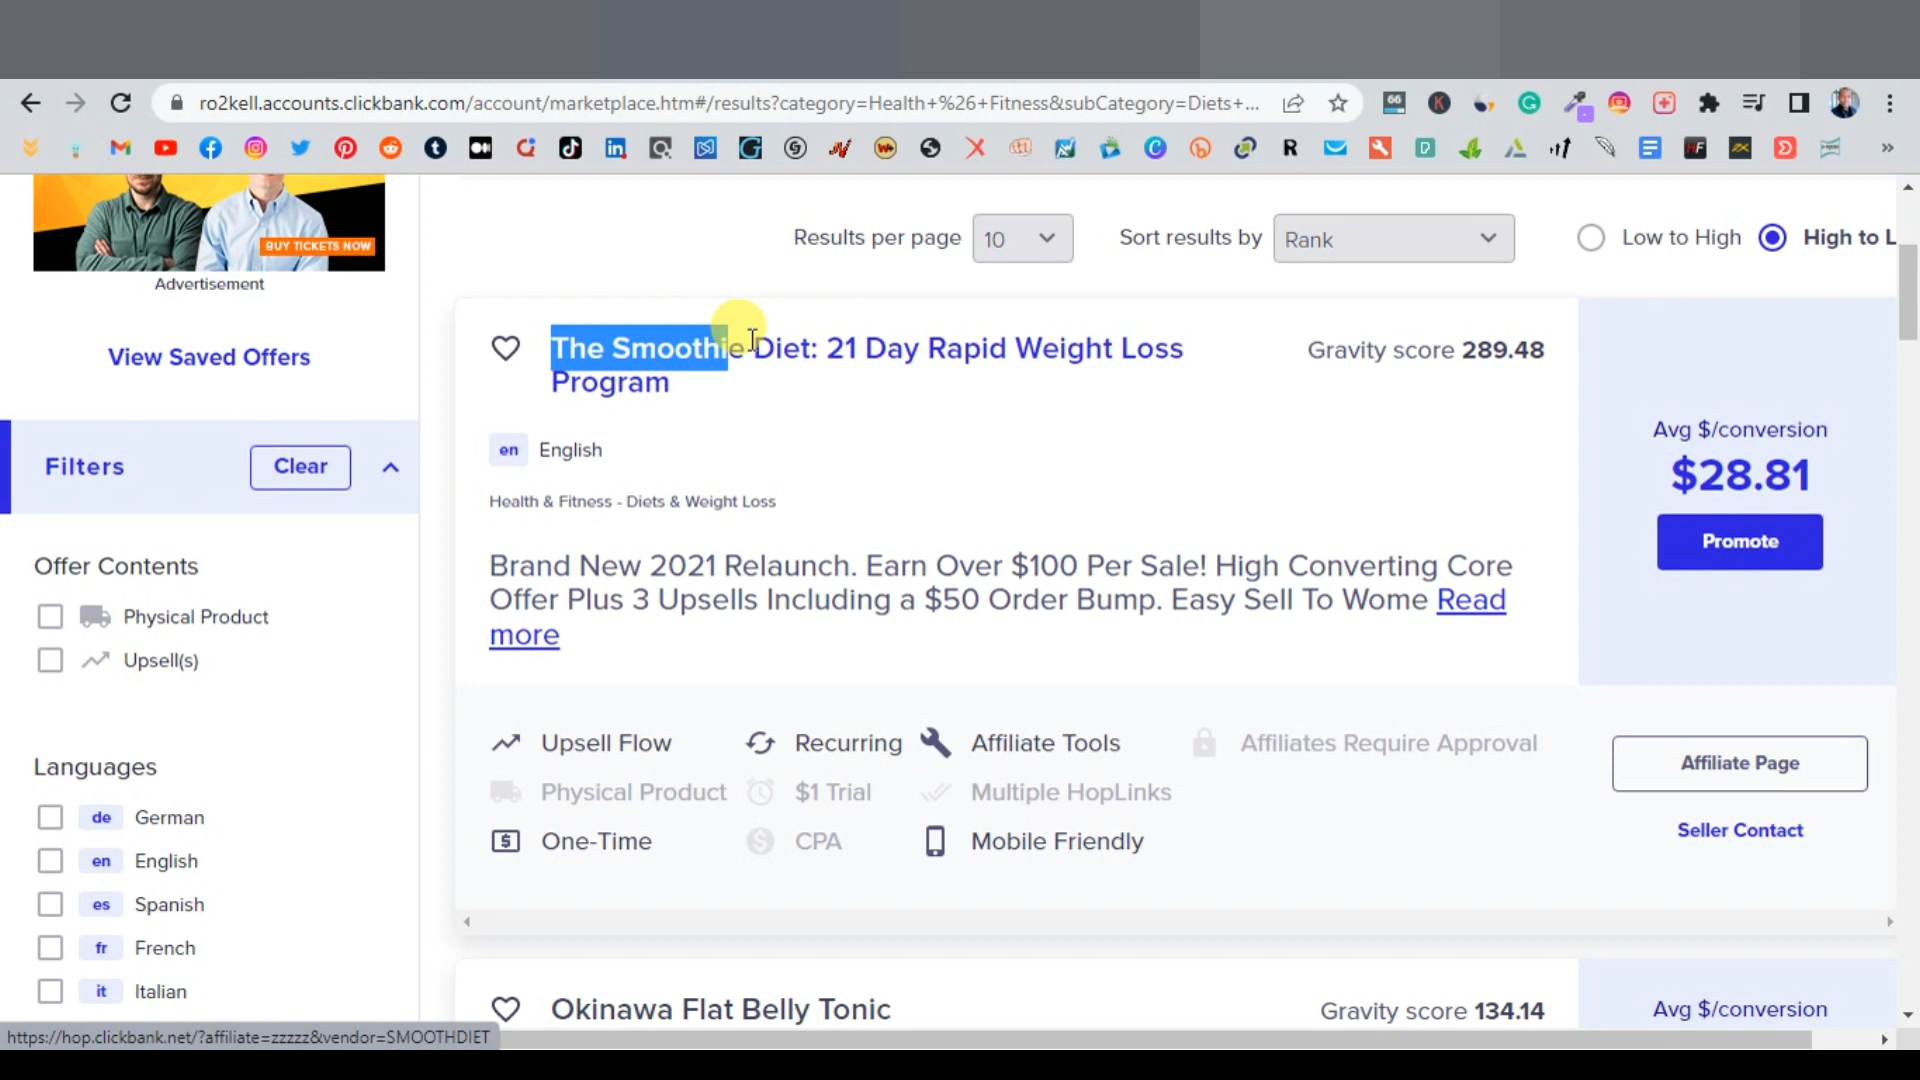 ro2kell.accounts.clickbank.com/account/marketplace.htm#/results?category=Health+%26+Fitness&subCategory=Diets+...
BUY TICKETS NOW
Advertisement
View Saved Offers
Filters
Clear
Offer Contents
Physical Product
Upsell(s)
Languages
de German
en English
es Spanish
fr French
it Italian
Results per page 10 Sort results by Rank Low to High High to L
The Smoothie Diet: 21 Day Rapid Weight Loss
Program
Gravity score 289.48
en English
Health & Fitness - Diets & Weight Loss
Brand New 2021 Relaunch. Earn Over $100 Per Sale! High Converting Core
Offer Plus 3 Upsells Including a $50 Order Bump. Easy Sell To Wome Read
more
Avg $/conversion
$28.81
Promote
Upsell Flow Recurring Affiliate Tools Affiliates Require Approval
Physical Product $1 Trial Multiple HopLinks
One-Time CPA Mobile Friendly
Affiliate Page
Seller Contact
Okinawa Flat Belly Tonic
Gravity score 134.14
Avg $/conversion
https://hop.clickbank.net/?affiliate=zzzzz&vendor=SMOOTHDIET